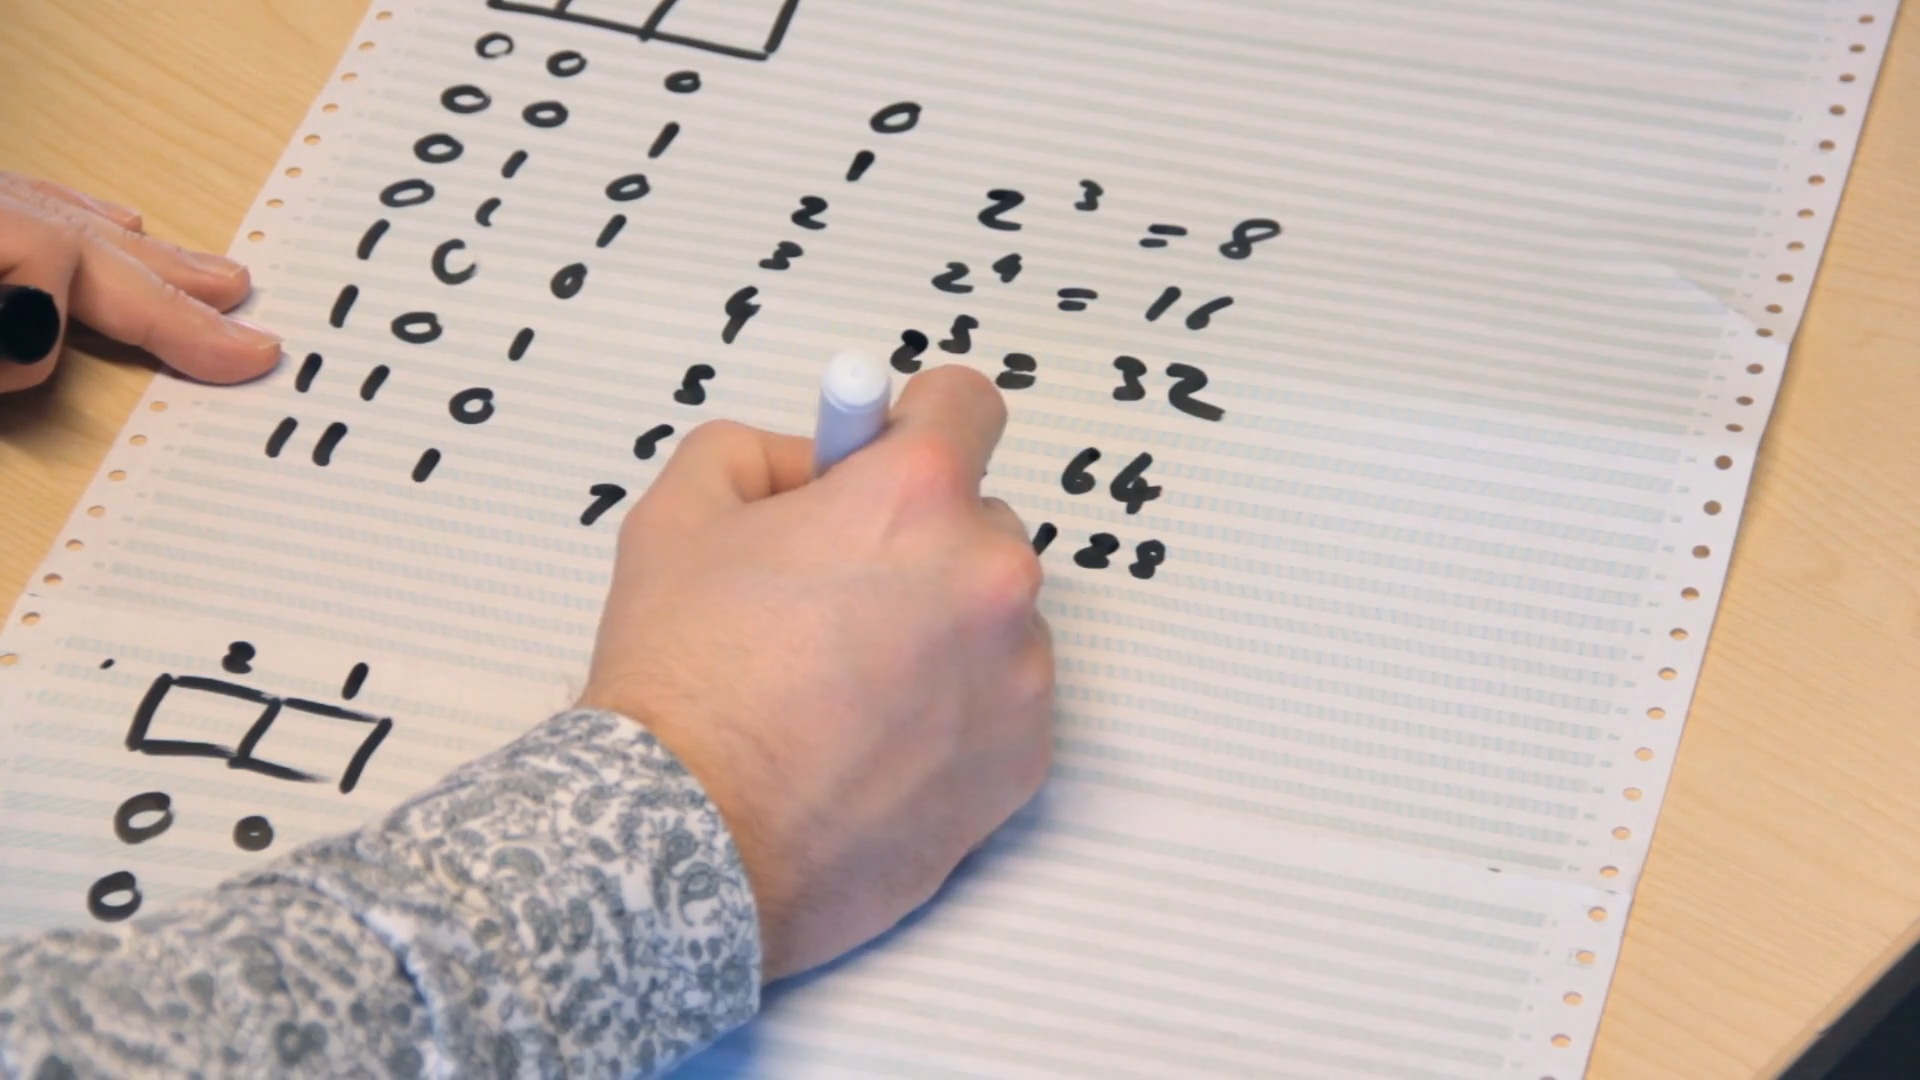 0 0 0 0
0 0 1 1
0 1 0 2
0 1 1 3
1 0 0 4
1 0 1 5
1 1 0 6
1 1 1 7
2³ = 8
2⁴ = 16
2⁵ = 32
64
128
2 1
0 0
0